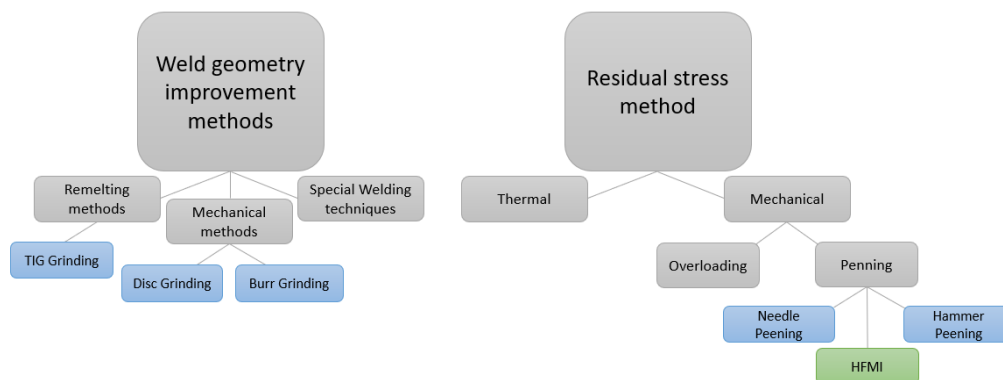 Weld geometry
improvement
methods
Residual stress
method
Remelting
methods
Mechanical
methods
Special Welding
techniques
Thermal
Mechanical
TIG Grinding
Disc Grinding
Burr Grinding
Overloading
Penning
Needle
Peening
Hammer
Peening
HFMI